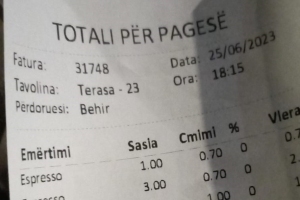 TOTALI PËR PAGESË
Fatura: 31748 Data: 25/06/2023
Tavolina: Terasa - 23 Ora: 18:15
Përdoruesi: Behir
Emërtimi Sasia Cmimi % Vlera
Espresso 1.00 0.70 0
3.00 0.70 0
1.00 0